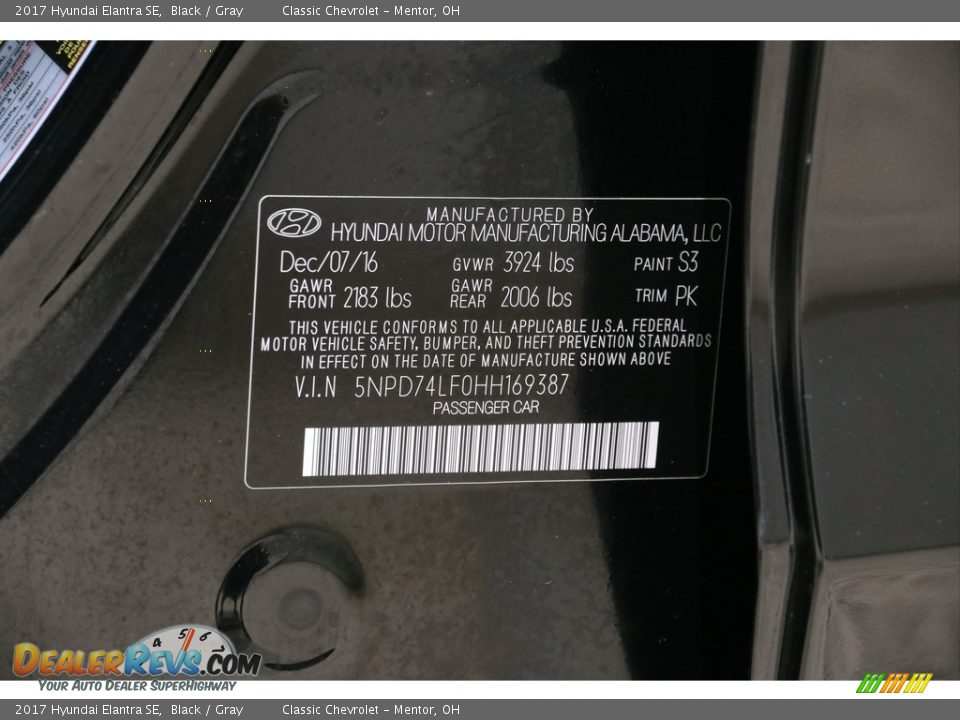 2017 Hyundai Elantra SE, Black / Gray Classic Chevrolet - Mentor, OH
MANUFACTURED BY
HYUNDAI MOTOR MANUFACTURING ALABAMA, LLC
Dec/07/16 GVWR 3924 lbs PAINT S3
GAWR FRONT 2183 lbs GAWR REAR 2006 lbs TRIM PK
THIS VEHICLE CONFORMS TO ALL APPLICABLE U.S.A. FEDERAL
MOTOR VEHICLE SAFETY, BUMPER, AND THEFT PREVENTION STANDARDS
IN EFFECT ON THE DATE OF MANUFACTURE SHOWN ABOVE
V.I.N 5NPD74LF0HH169387
PASSENGER CAR
4 5 6 7
DEALERREVS.COM
YOUR AUTO DEALER SUPERHIGHWAY
2017 Hyundai Elantra SE, Black / Gray Classic Chevrolet - Mentor, OH